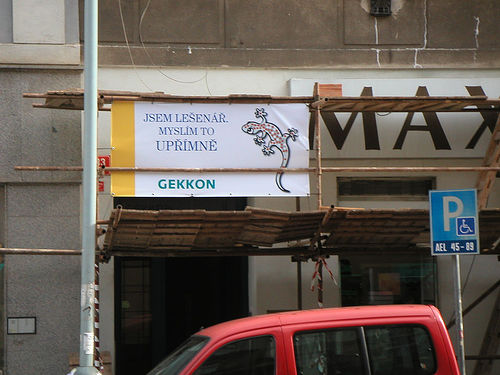 JSEM LEŠENÁŘ.
MYSLÍM TO
UPŘÍMNĚ
GEKKON
MAX
P
AEL 45-89